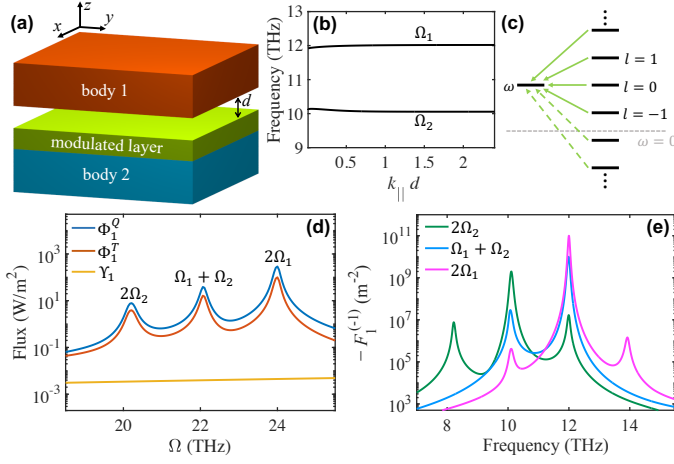 (a)
z
x
y
body 1
d
modulated layer
body 2
(b)
Frequency (THz)
13
12
11
10
9
Ω₁
Ω₂
0.5
1
1.5
2
k|| d
(c)
ω
l = 1
l = 0
l = −1
ω = 0
(d)
Flux (W/m²)
10³
10¹
10⁻¹
10⁻³
Φ₁^Q
Φ₁^T
Υ₁
2Ω₂
Ω₁ + Ω₂
2Ω₁
20
22
24
Ω (THz)
(e)
− F₁^(-1) (m⁻²)
10¹¹
10⁹
10⁷
10⁵
10³
2Ω₂
Ω₁ + Ω₂
2Ω₁
8
10
12
14
Frequency (THz)